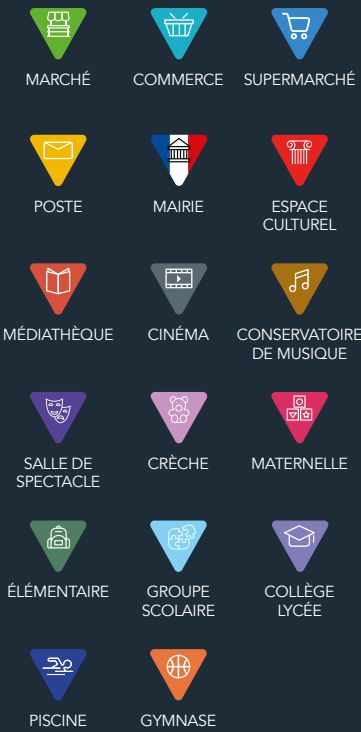 MARCHÉ
COMMERCE
SUPERMARCHÉ
POSTE
MAIRIE
ESPACE
CULTUREL
MÉDIATHÈQUE
CINÉMA
CONSERVATOIRE
DE MUSIQUE
SALLE DE
SPECTACLE
CRÈCHE
MATERNELLE
ÉLÉMENTAIRE
GROUPE
SCOLAIRE
COLLÈGE
LYCÉE
PISCINE
GYMNASE